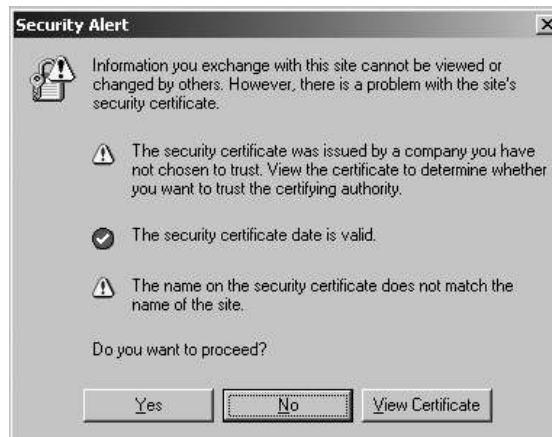 Security Alert
Information you exchange with this site cannot be viewed or
changed by others. However, there is a problem with the site's
security certificate.
The security certificate was issued by a company you have
not chosen to trust. View the certificate to determine whether
you want to trust the certifying authority.
The security certificate date is valid.
The name on the security certificate does not match the
name of the site.
Do you want to proceed?
Yes No View Certificate